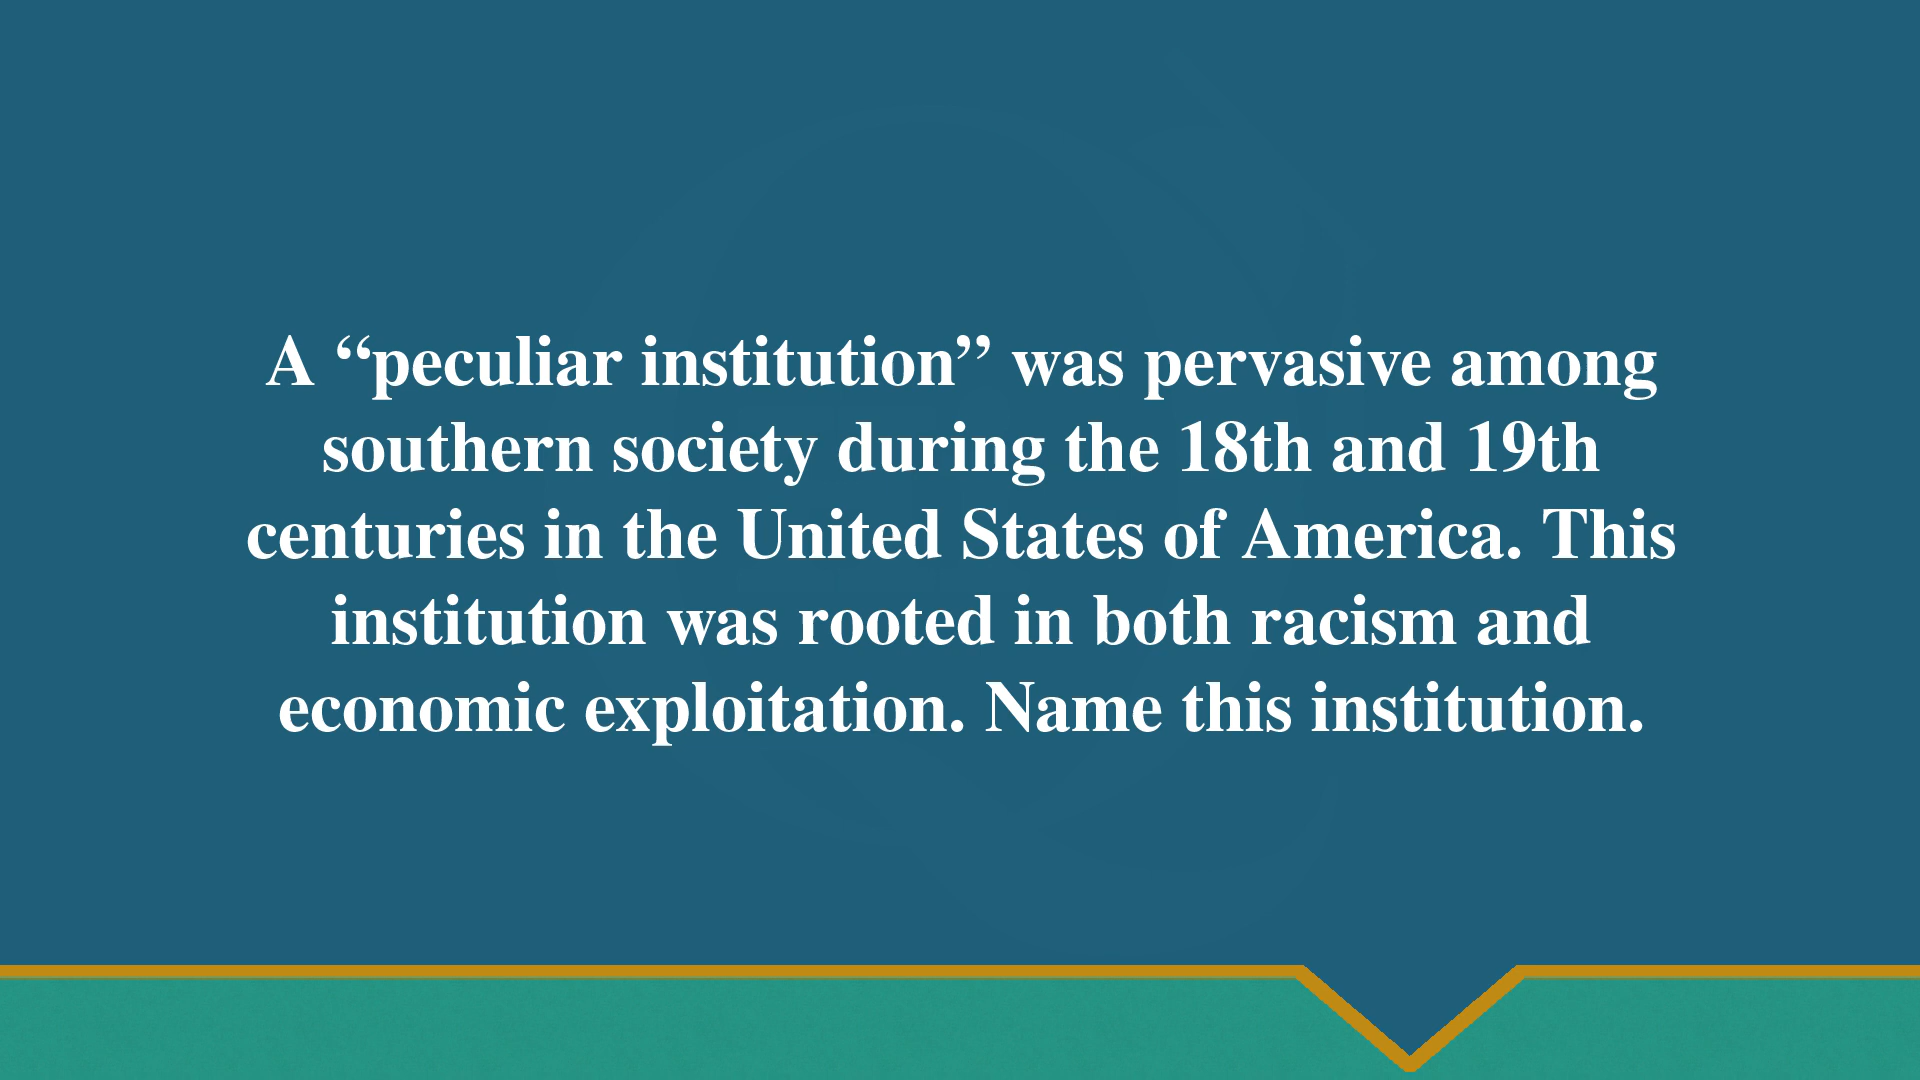 A “peculiar institution” was pervasive among
southern society during the 18th and 19th
centuries in the United States of America. This
institution was rooted in both racism and
economic exploitation. Name this institution.